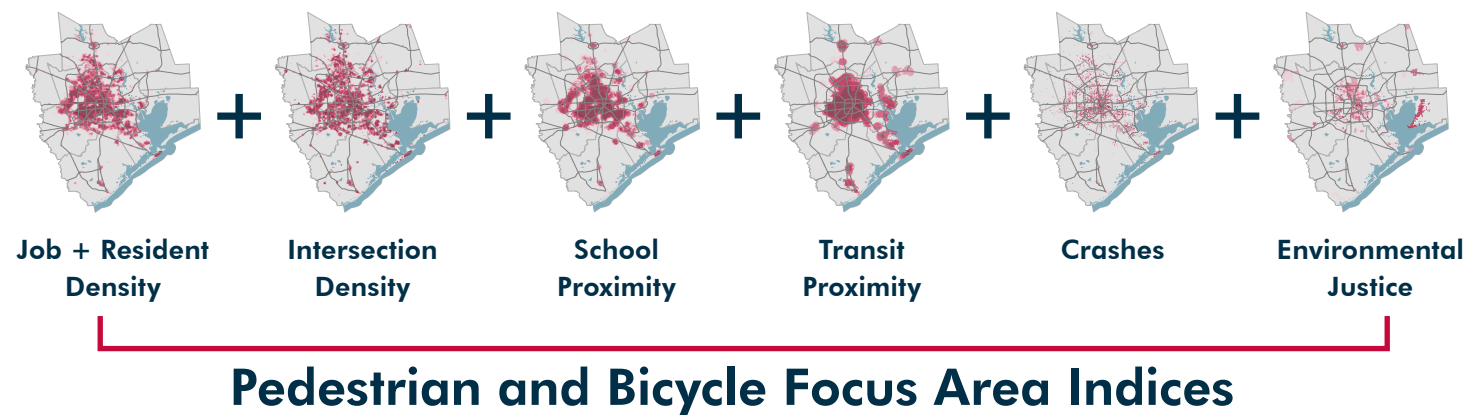 + + + + +
Job + Resident
Density
Intersection
Density
School
Proximity
Transit
Proximity
Crashes
Environmental
Justice
Pedestrian and Bicycle Focus Area Indices